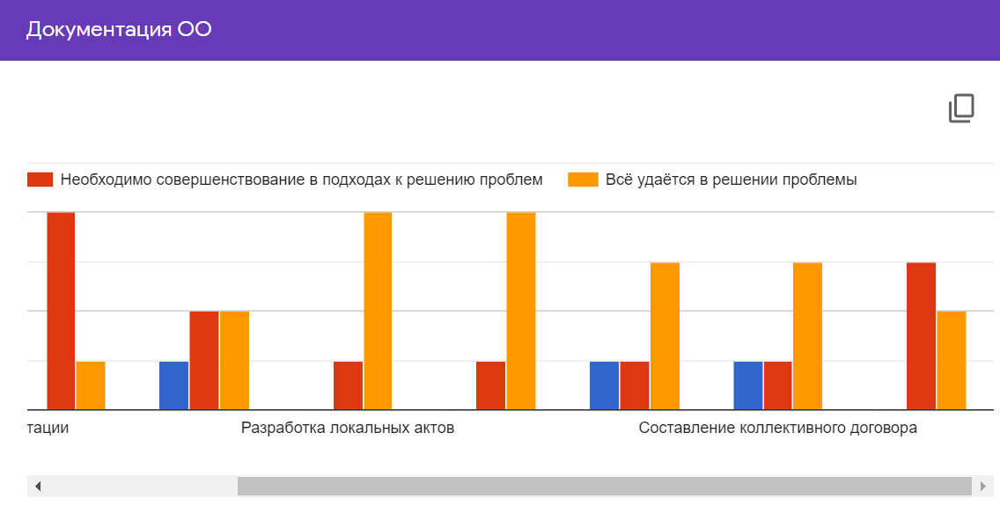 Документация ОО
Необходимо совершенствование в подходах к решению проблем
Всё удаётся в решении проблемы
тации
Разработка локальных актов
Составление коллективного договора